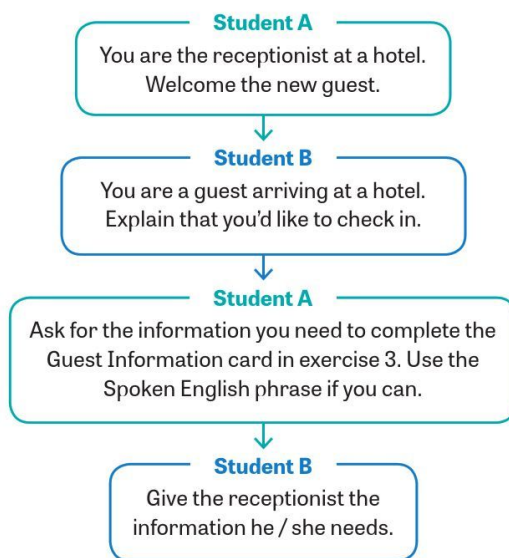 Student A
You are the receptionist at a hotel.
Welcome the new guest.
Student B
You are a guest arriving at a hotel.
Explain that you’d like to check in.
Student A
Ask for the information you need to complete the
Guest Information card in exercise 3. Use the
Spoken English phrase if you can.
Student B
Give the receptionist the
information he / she needs.